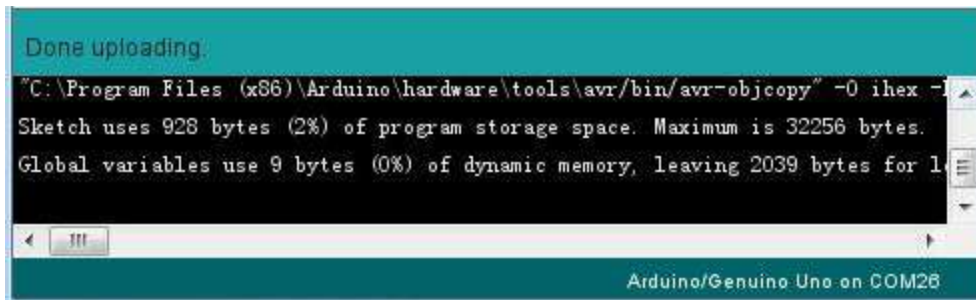 Done uploading.
"C:\Program Files (x86)\Arduino\hardware\tools\avr/bin/avr-objcopy" -O ihex -
Sketch uses 928 bytes (2%) of program storage space. Maximum is 32256 bytes.
Global variables use 9 bytes (0%) of dynamic memory, leaving 2039 bytes for
Arduino/Genuino Uno on COM26